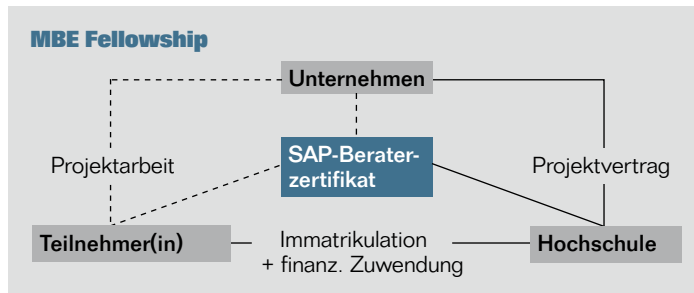 MBE Fellowship
Unternehmen
SAP-Berater-
zertifikat
Projektarbeit
Projektvertrag
Teilnehmer(in)
Immatrikulation
+ finanz. Zuwendung
Hochschule